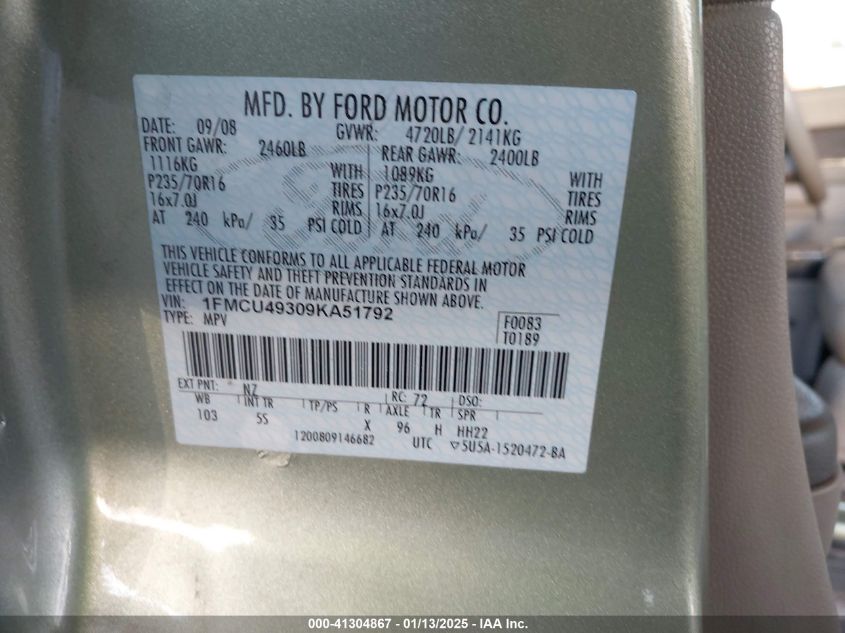 MFD. BY FORD MOTOR CO.
DATE: 09/08 GVWR: 4720LB/ 2141KG
FRONT GAWR: 2460LB REAR GAWR: 2400LB
1116KG WITH 1089KG WITH
P235/70R16 TIRES P235/70R16 TIRES
16x7.0J RIMS 16x7.0J RIMS
AT 240 kPa/ 35 PSI COLD AT 240 kPa/ 35 PSI COLD
THIS VEHICLE CONFORMS TO ALL APPLICABLE FEDERAL MOTOR
VEHICLE SAFETY AND THEFT PREVENTION STANDARDS IN
EFFECT ON THE DATE OF MANUFACTURE SHOWN ABOVE.
VIN: 1FMCU49309KA51792
TYPE: MPV
F0083
T0189
EXT PNT: NZ RC: 72 DSO:
WB INT TR TP/PS R AXLE TR SPR
103 5S X 96 H HH22
1200809146682 UTC ▽5U5A-1520472-BA
000-41304867 - 01/13/2025 - IAA Inc.